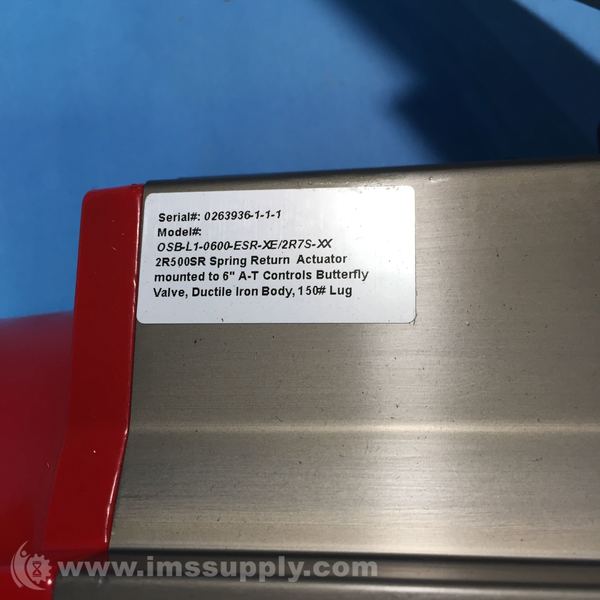 Serial#: 0263936-1-1-1
Model#:
OSB-L1-0600-ESR-XE/2R7S-XX
2R500SR Spring Return Actuator
mounted to 6" A-T Controls Butterfly
Valve, Ductile Iron Body, 150# Lug
www.imssupply.com